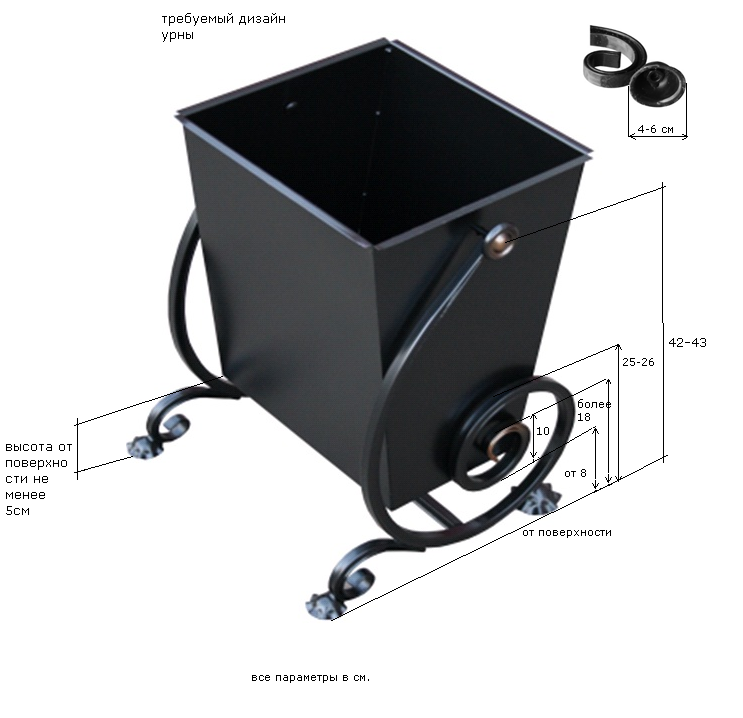 требуемый дизайн
урны
4-6 см
42-43
25-26
более
18
10
от 8
высота от
поверхно
сти не
менее
5см
от поверхности
все параметры в см.